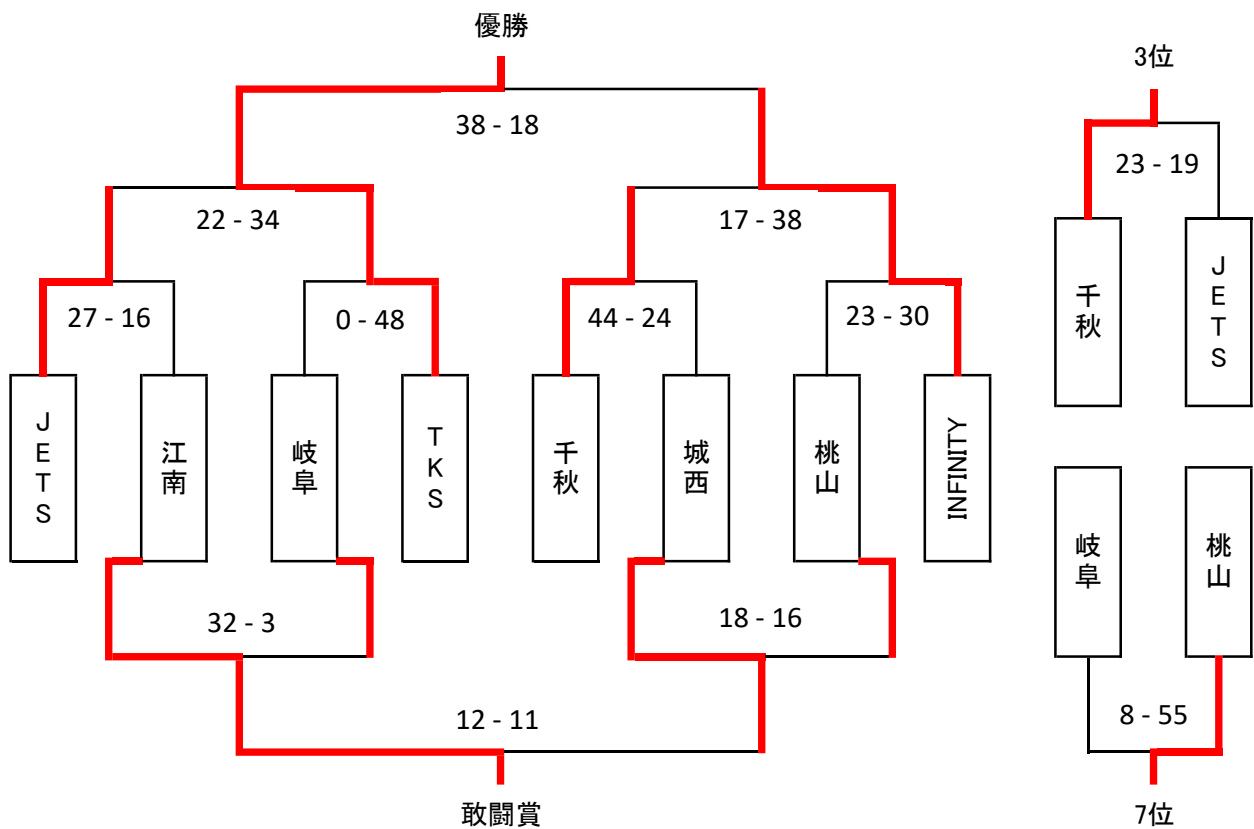 優勝
3位
38 - 18
23 - 19
22 - 34
17 - 38
千秋
JETS
27 - 16
0 - 48
44 - 24
23 - 30
JETS
江南
岐阜
TKS
千秋
城西
桃山
INFINITY
岐阜
桃山
32 - 3
18 - 16
12 - 11
8 - 55
敢闘賞
7位